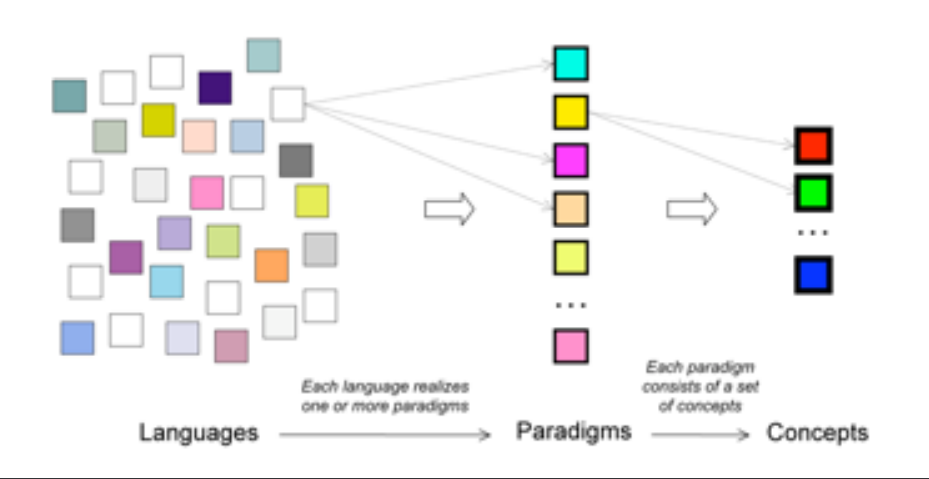 ...
...
Each language realizes
one or more paradigms
Each paradigm
consists of a set
of concepts
Languages
Paradigms
Concepts